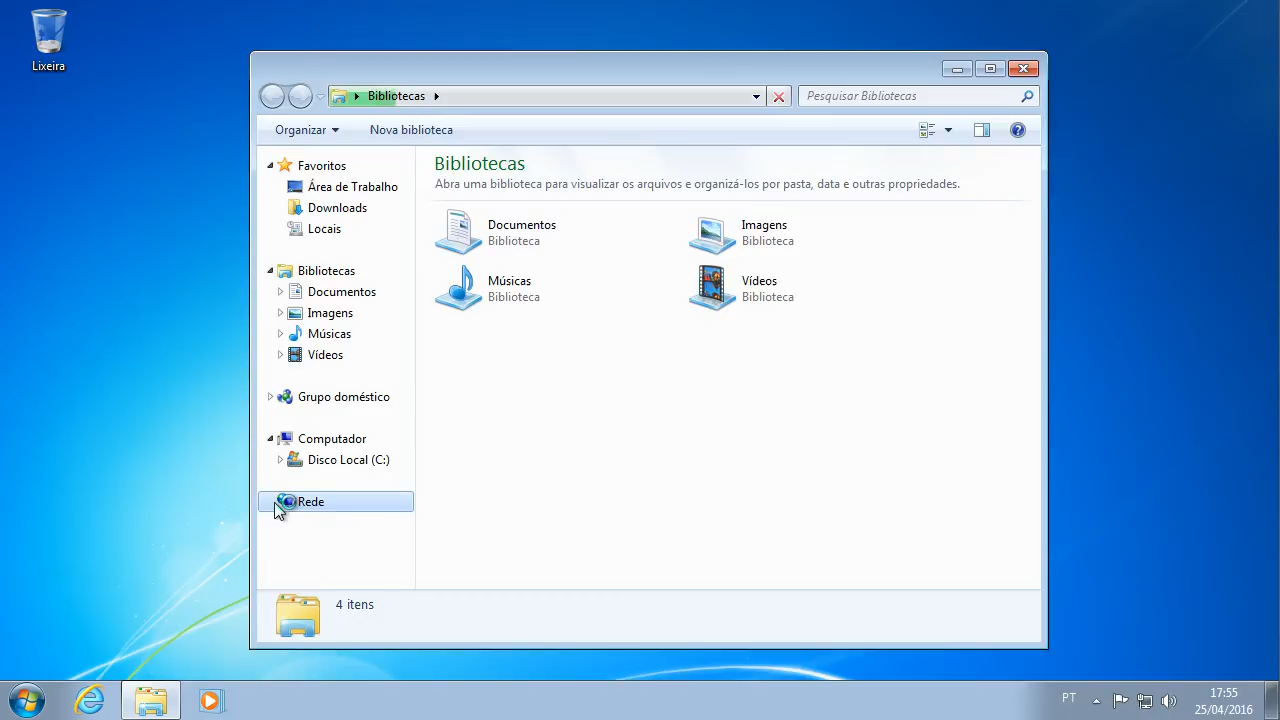 Lixeira
Bibliotecas
Pesquisar Bibliotecas
Organizar
Nova biblioteca
Favoritos
Área de Trabalho
Downloads
Locais
Bibliotecas
Documentos
Imagens
Músicas
Vídeos
Grupo doméstico
Computador
Disco Local (C:)
Rede
Bibliotecas
Abra uma biblioteca para visualizar os arquivos e organizá-los por pasta, data e outras propriedades.
Documentos
Biblioteca
Imagens
Biblioteca
Músicas
Biblioteca
Vídeos
Biblioteca
4 itens
PT
17:55
25/04/2016